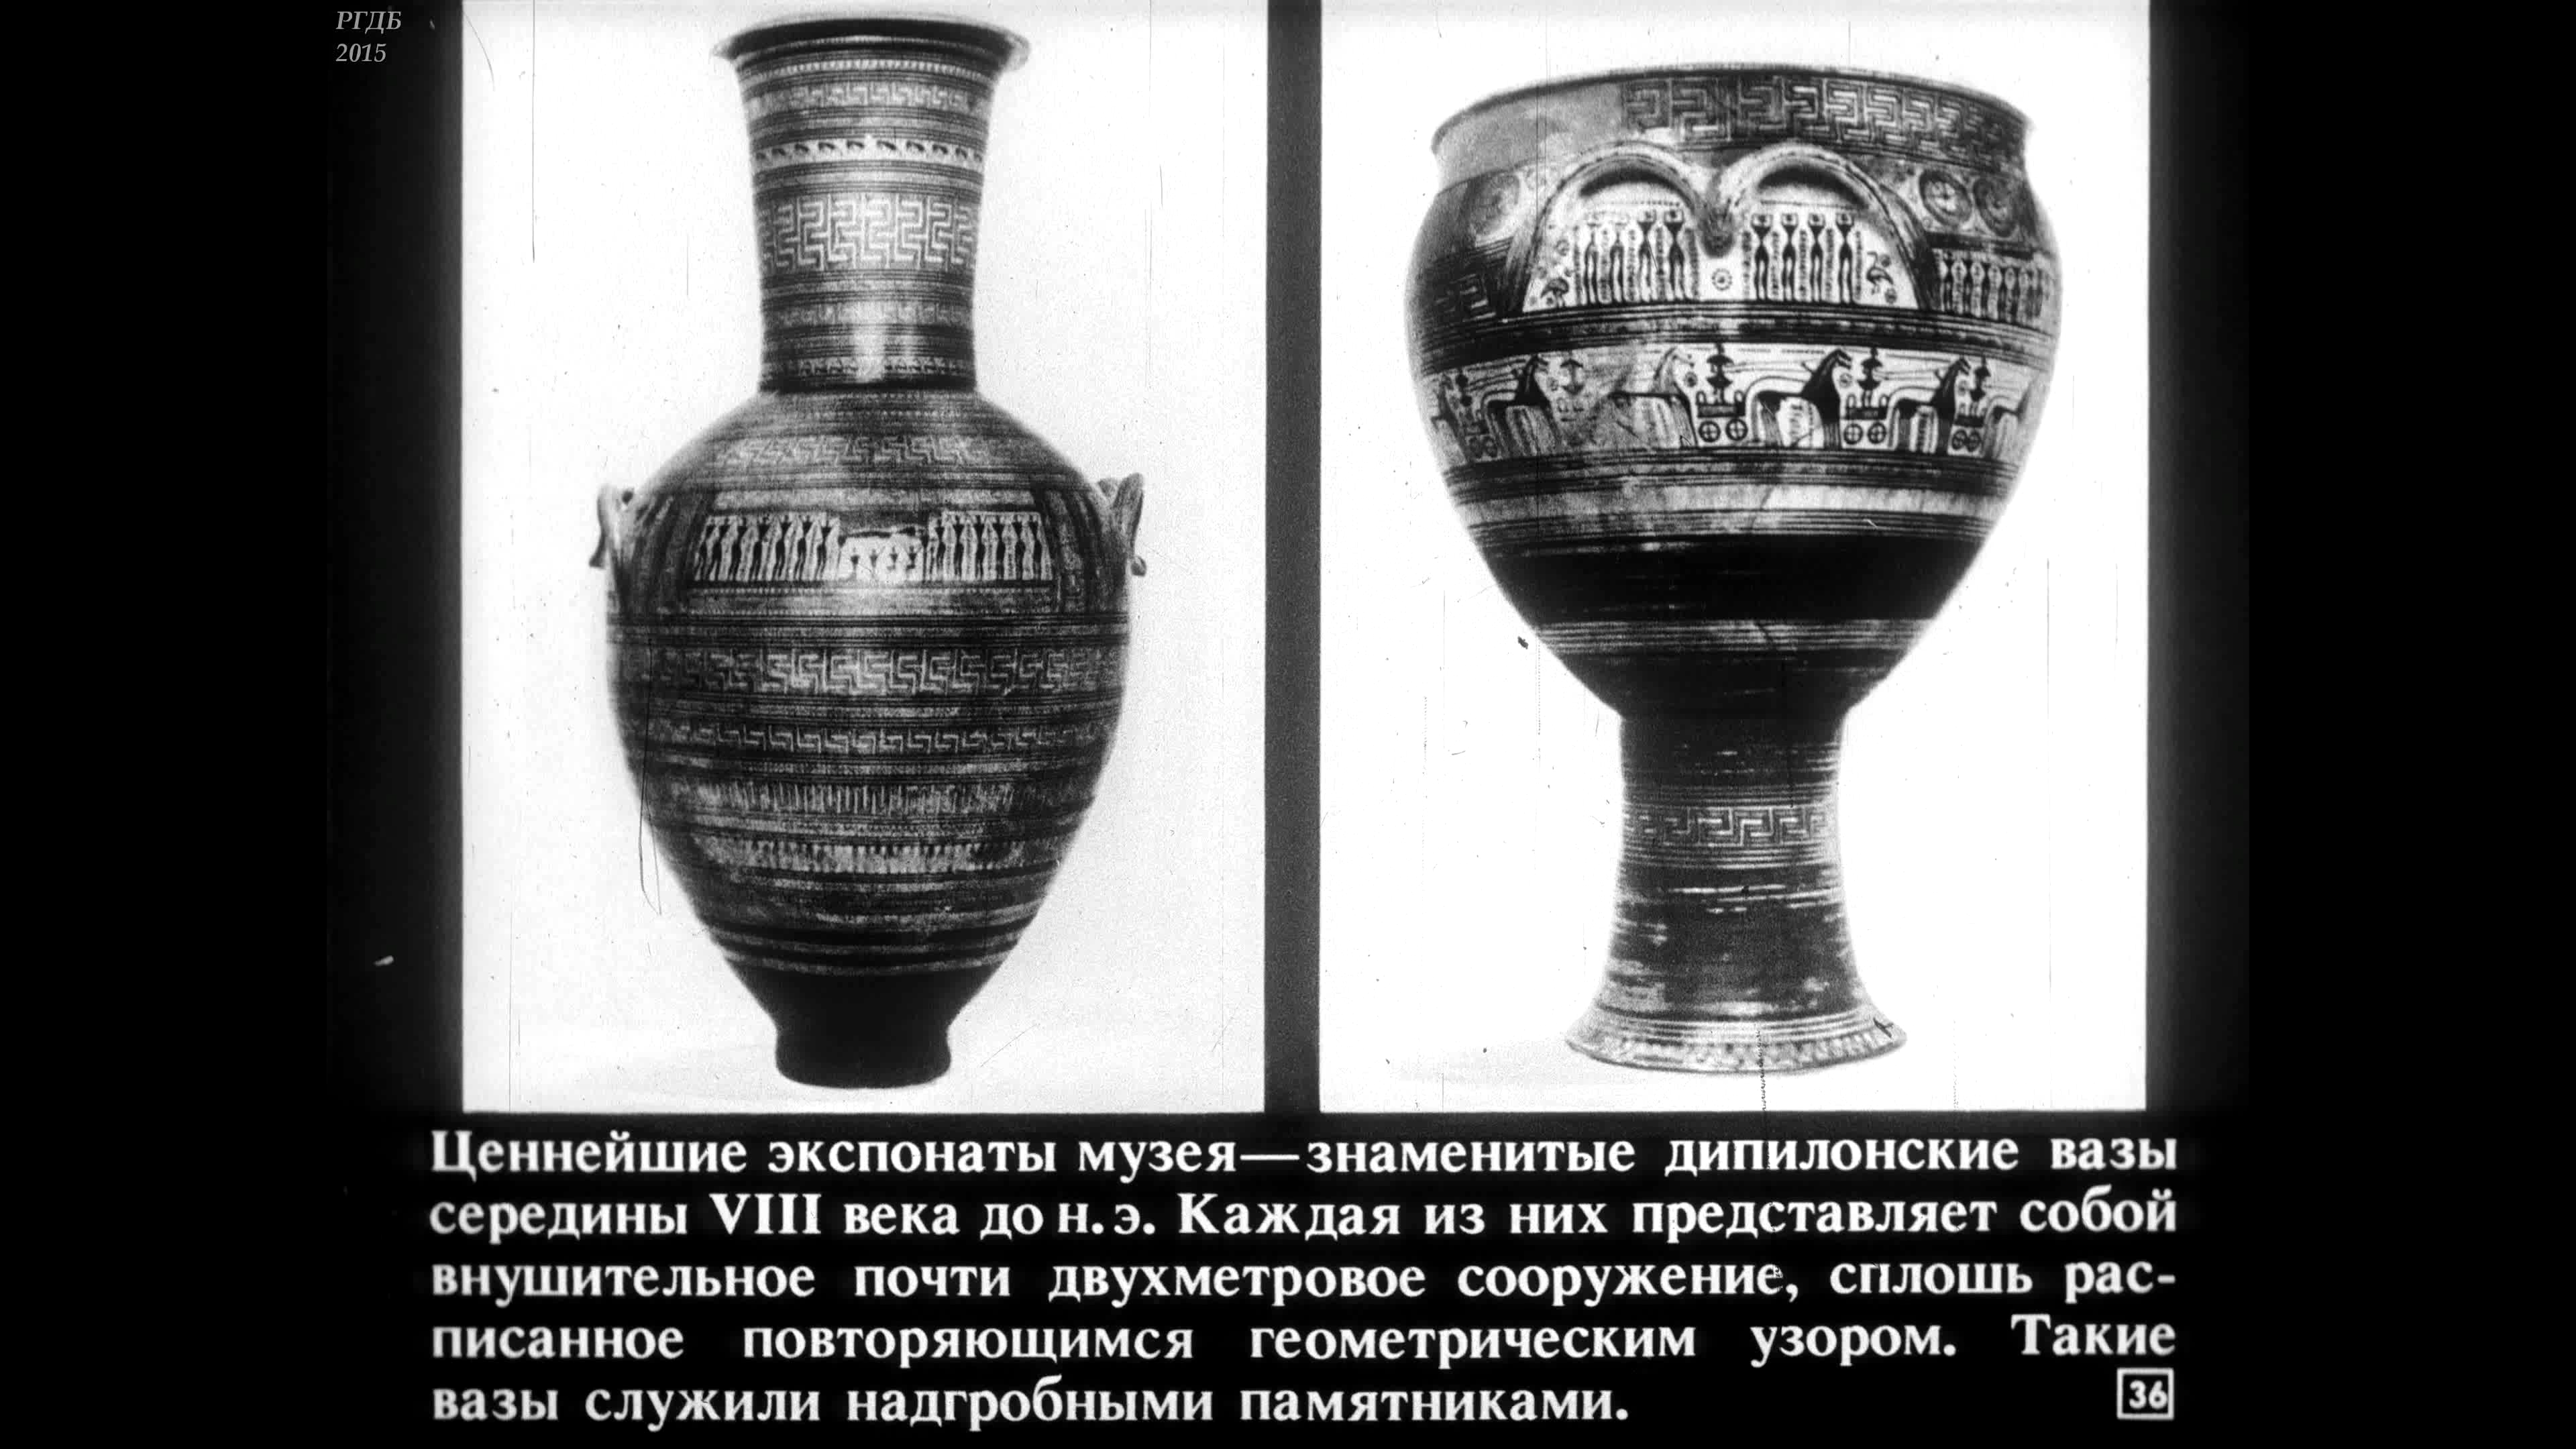 РГДБ
2015
Ценнейшие экспонаты музея—знаменитые дипилонские вазы
середины VIII века до н.э. Каждая из них представляет собой
внушительное почти двухметровое сооружение, сплошь рас-
писанное повторяющимся геометрическим узором. Такие
вазы служили надгробными памятниками.
36